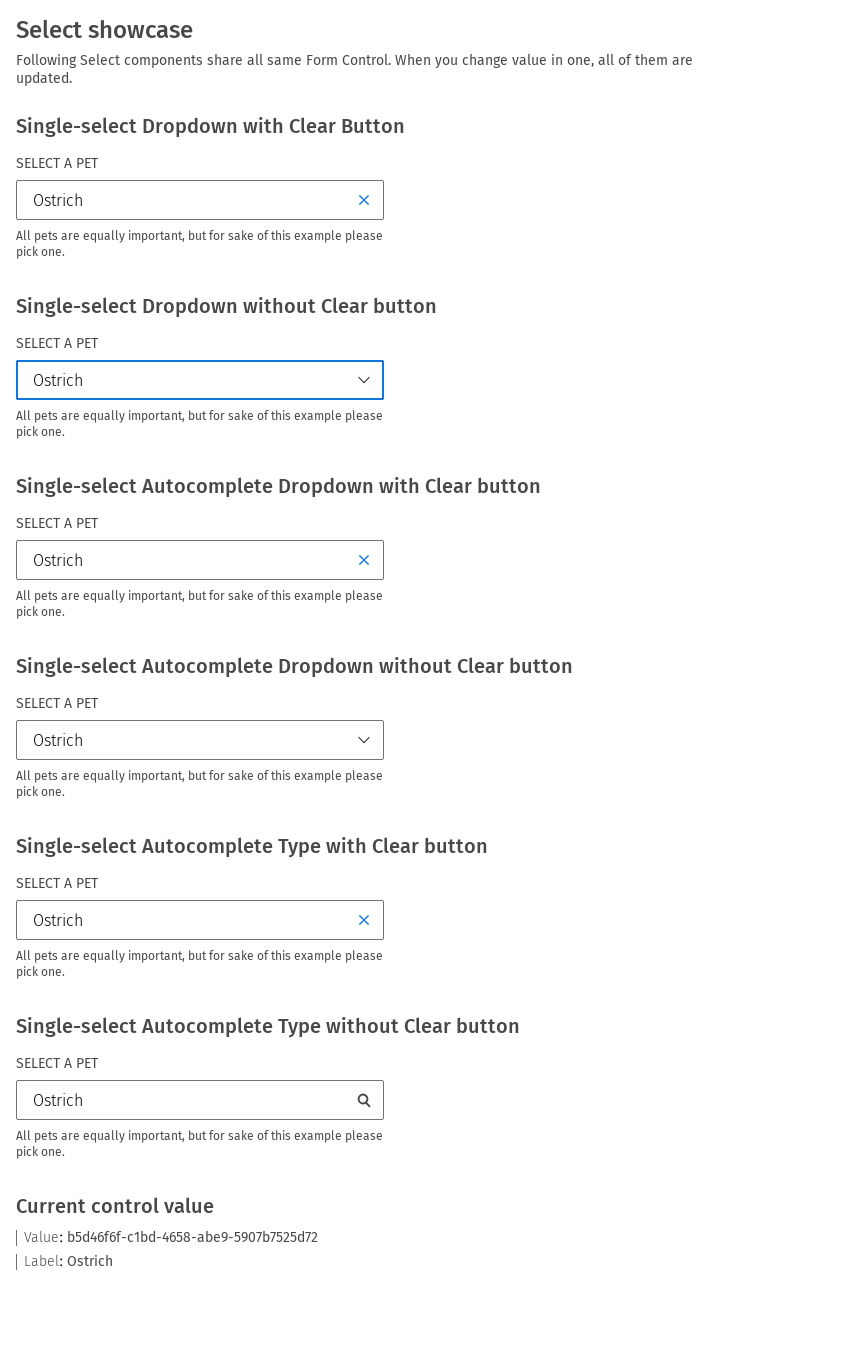 Select showcase
Following Select components share all same Form Control. When you change value in one, all of them are
updated.
Single-select Dropdown with Clear Button
SELECT A PET
Ostrich
All pets are equally important, but for sake of this example please
pick one.
Single-select Dropdown without Clear button
SELECT A PET
Ostrich
All pets are equally important, but for sake of this example please
pick one.
Single-select Autocomplete Dropdown with Clear button
SELECT A PET
Ostrich
All pets are equally important, but for sake of this example please
pick one.
Single-select Autocomplete Dropdown without Clear button
SELECT A PET
Ostrich
All pets are equally important, but for sake of this example please
pick one.
Single-select Autocomplete Type with Clear button
SELECT A PET
Ostrich
All pets are equally important, but for sake of this example please
pick one.
Single-select Autocomplete Type without Clear button
SELECT A PET
Ostrich
All pets are equally important, but for sake of this example please
pick one.
Current control value
Value: b5d46f6f-c1bd-4658-abe9-5907b7525d72
Label: Ostrich